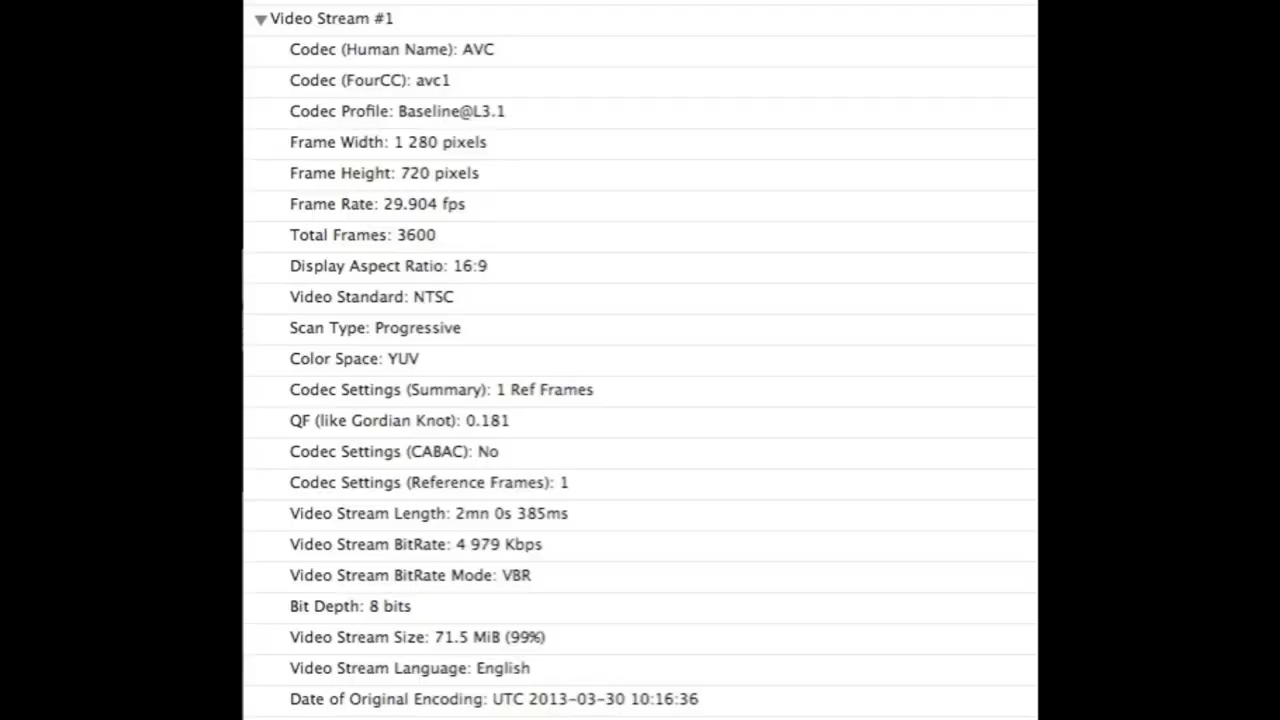 Video Stream #1
Codec (Human Name): AVC
Codec (FourCC): avc1
Codec Profile: Baseline@L3.1
Frame Width: 1 280 pixels
Frame Height: 720 pixels
Frame Rate: 29.904 fps
Total Frames: 3600
Display Aspect Ratio: 16:9
Video Standard: NTSC
Scan Type: Progressive
Color Space: YUV
Codec Settings (Summary): 1 Ref Frames
QF (like Gordian Knot): 0.181
Codec Settings (CABAC): No
Codec Settings (Reference Frames): 1
Video Stream Length: 2mn 0s 385ms
Video Stream BitRate: 4 979 Kbps
Video Stream BitRate Mode: VBR
Bit Depth: 8 bits
Video Stream Size: 71.5 MiB (99%)
Video Stream Language: English
Date of Original Encoding: UTC 2013-03-30 10:16:36